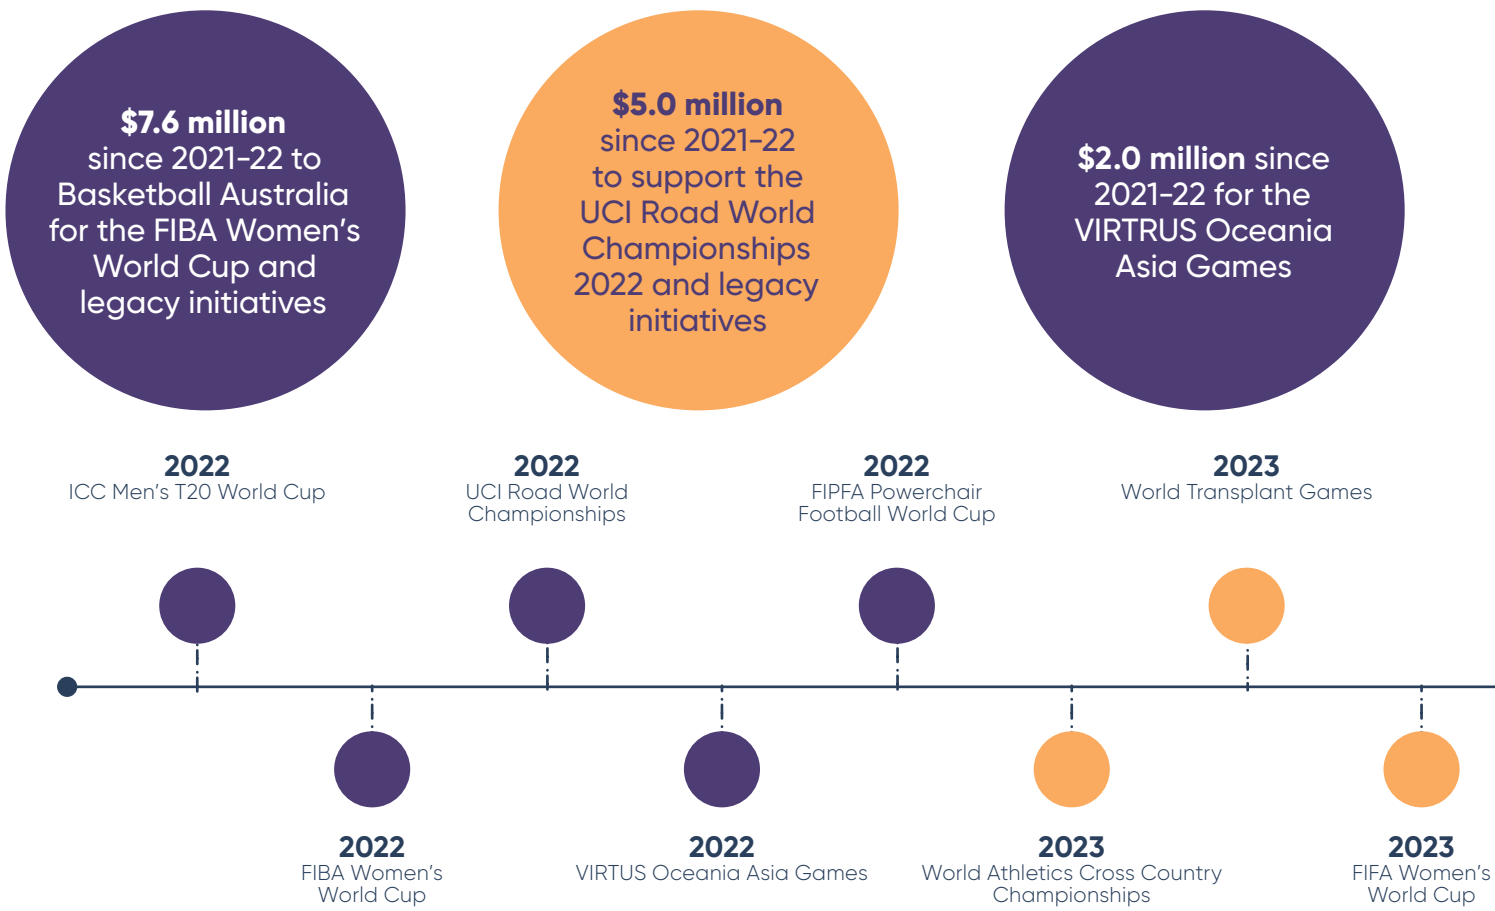 $7.6 million
since 2021-22 to
Basketball Australia
for the FIBA Women's
World Cup and
legacy initiatives
$5.0 million
since 2021-22
to support the
UCI Road World
Championships
2022 and legacy
initiatives
$2.0 million since
2021-22 for the
VIRTRUS Oceania
Asia Games
2022
ICC Men's T20 World Cup
2022
UCI Road World
Championships
2022
FIPFA Powerchair
Football World Cup
2023
World Transplant Games
2022
FIBA Women's
World Cup
2022
VIRTUS Oceania Asia Games
2023
World Athletics Cross Country
Championships
2023
FIFA Women's
World Cup